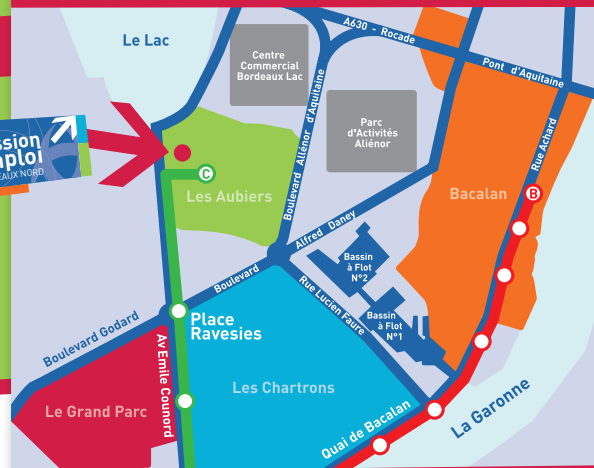 A630 - Rocade
Le Lac
Centre
Commercial
Bordeaux Lac
Pont d'Aquitaine
Boulevard Aliénor d'Aquitaine
Parc
d'Activités
Aliénor
Rue Achard
ssion
mploi
EAUX NORD
C
Les Aubiers
Bacalan
B
Alfred Daney
Boulevard
Bassin
à Flot
N°2
Rue Lucien Faure
Bassin
à Flot
N°1
Place
Ravesies
Boulevard Godard
Av Emile Counord
Les Chartrons
Le Grand Parc
Quai de Bacalan
La Garonne